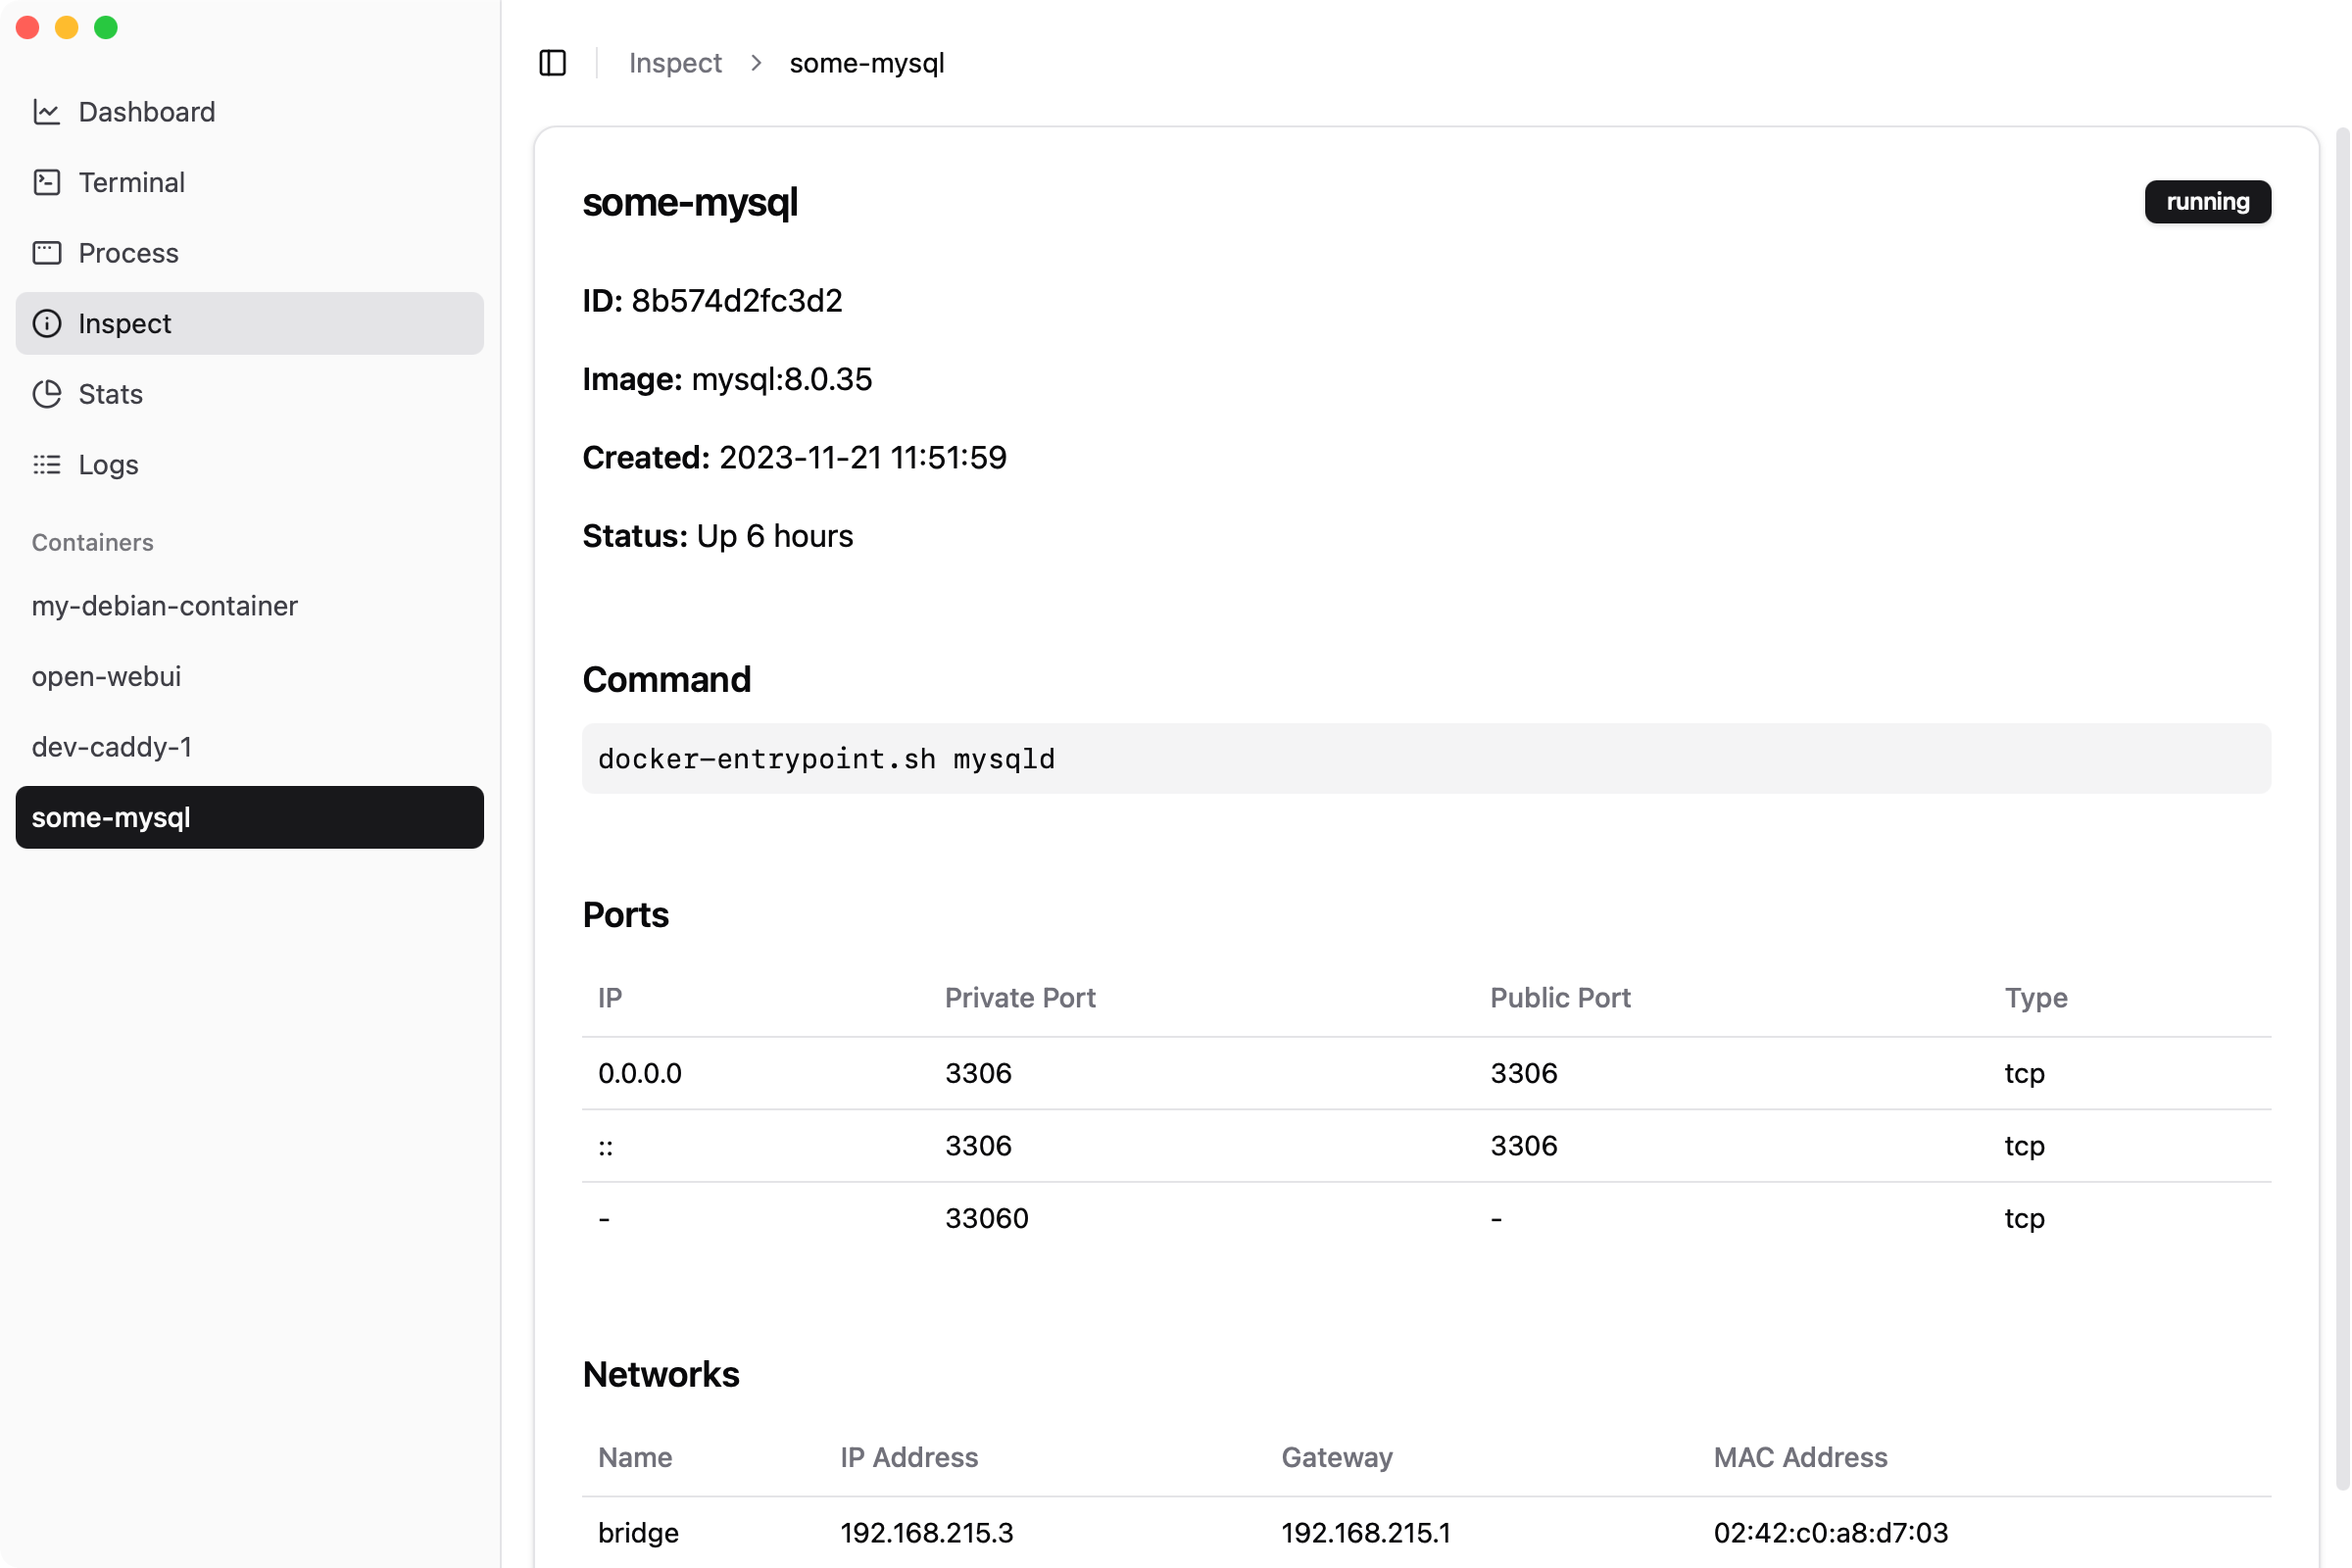 Dashboard
Terminal
Process
Inspect
Stats
Logs
Containers
my-debian-container
open-webui
dev-caddy-1
some-mysql
Inspect > some-mysql
some-mysql
running
ID: 8b574d2fc3d2
Image: mysql:8.0.35
Created: 2023-11-21 11:51:59
Status: Up 6 hours
Command
docker-entrypoint.sh mysqld
Ports
IP Private Port Public Port Type
0.0.0.0 3306 3306 tcp
:: 3306 3306 tcp
- 33060 - tcp
Networks
Name IP Address Gateway MAC Address
bridge 192.168.215.3 192.168.215.1 02:42:c0:a8:d7:03